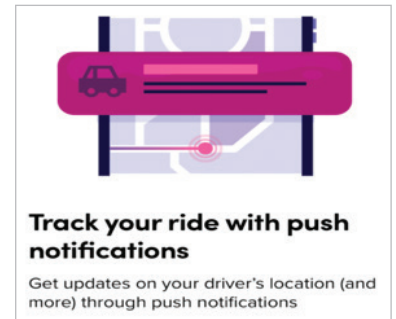 Track your ride with push
notifications
Get updates on your driver's location (and
more) through push notifications